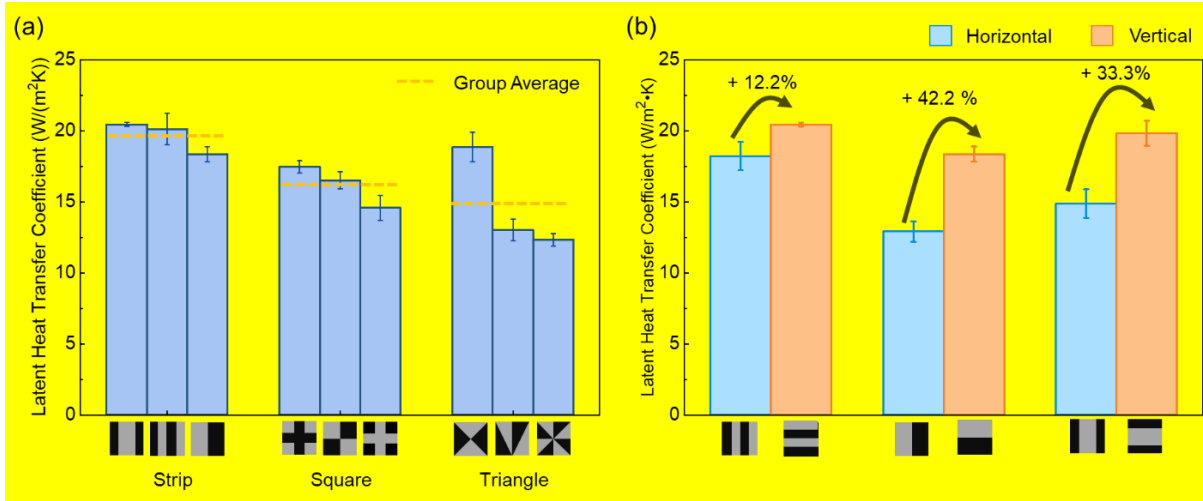 (a)
Latent Heat Transfer Coefficient (W/(m²K))
25
20
15
10
5
0
Group Average
Strip
Square
Triangle
(b)
Horizontal
Vertical
Latent Heat Transfer Coefficient (W/m²•K)
25
20
15
10
5
0
+ 12.2%
+ 42.2 %
+ 33.3%